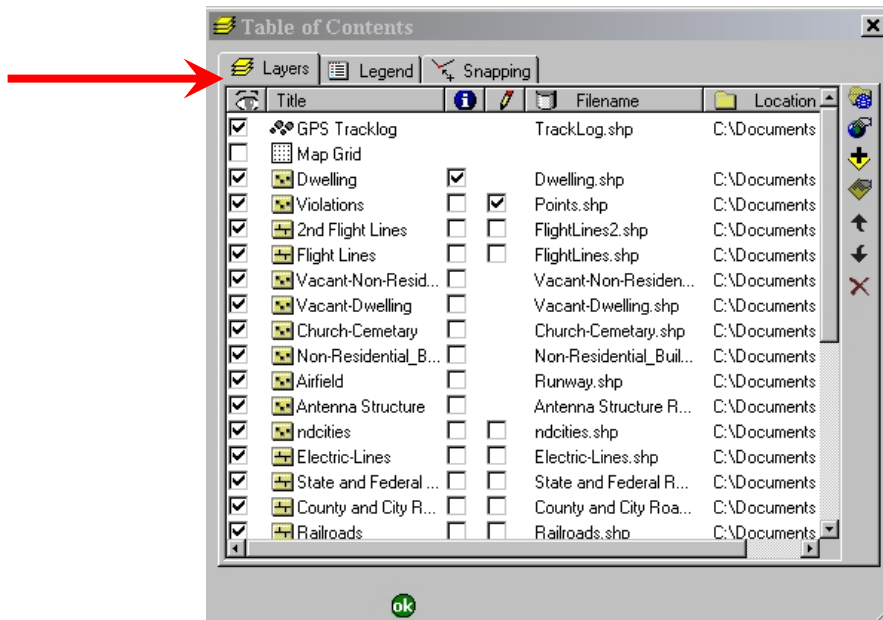 Table of Contents
Layers Legend Snapping
Title Filename Location
GPS Tracklog TrackLog.shp C:\Documents
Map Grid
Dwelling Dwelling.shp C:\Documents
Violations Points.shp C:\Documents
2nd Flight Lines FlightLines2.shp C:\Documents
Flight Lines FlightLines.shp C:\Documents
Vacant-Non-Resid... Vacant-Non-Residen... C:\Documents
Vacant-Dwelling Vacant-Dwelling.shp C:\Documents
Church-Cemetary Church-Cemetary.shp C:\Documents
Non-Residential_B... Non-Residential_Buil... C:\Documents
Airfield Runway.shp C:\Documents
Antenna Structure Antenna Structure R... C:\Documents
ndcities ndcities.shp C:\Documents
Electric-Lines Electric-Lines.shp C:\Documents
State and Federal ... State and Federal R... C:\Documents
County and City R... County and City Roa... C:\Documents
Railroads Railroads.shp C:\Documents
ok